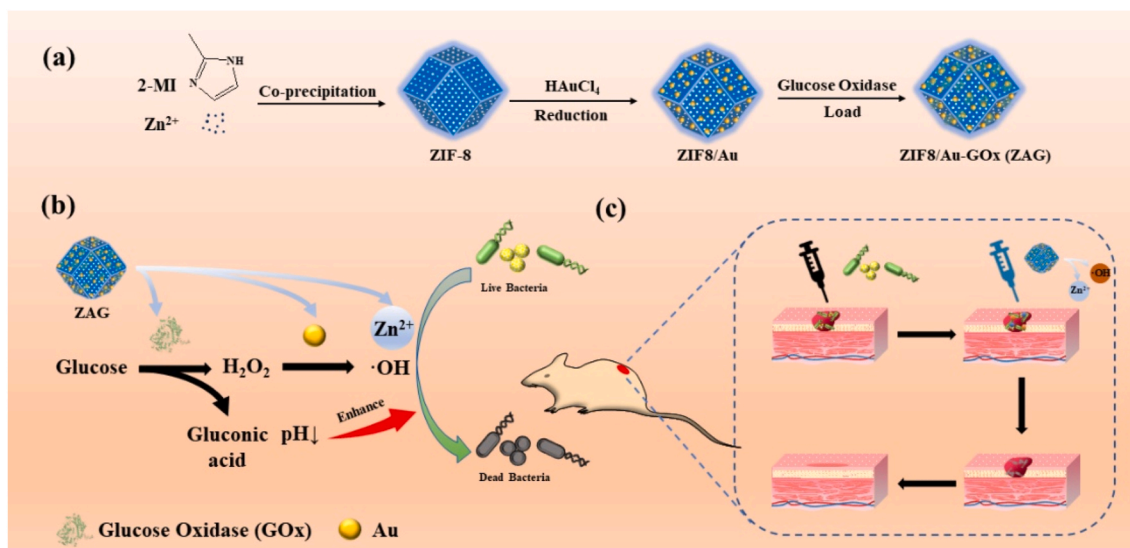 (a)
2-MI
NH
N
Zn²⁺
Co-precipitation
ZIF-8
HAuCl₄
Reduction
ZIF8/Au
Glucose Oxidase
Load
ZIF8/Au-GOx (ZAG)
(b)
ZAG
Glucose
H₂O₂
Zn²⁺
·OH
Gluconic
acid
pH↓
Enhance
Live Bacteria
Dead Bacteria
Glucose Oxidase (GOx)
Au
(c)
Zn²⁺
·OH